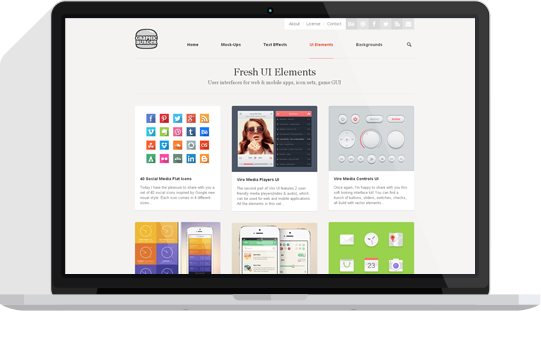 About License Contact
GRAPHIC
BURGER
Home Mock-Ups Text Effects UI Elements Backgrounds
Fresh UI Elements
User interfaces for web & mobile apps, icon sets, game GUI
40 Social Media Flat Icons
Today I have the pleasure to share with you a
set of 40 social icons inspired by Google new
visual style. Each icon comes in 4 different
sizes...
Viro Media Players UI
The second part of Viro UI features 2 user
friendly media players(video & audio), which
can be used for web and mobile applications.
All the elements in this set...
Viro Media Controls UI
Once again, I'm happy to share with you this
soft looking interface kit! You can find a
bunch of buttons, sliders, switches, checks,
all build with vector elements...
23